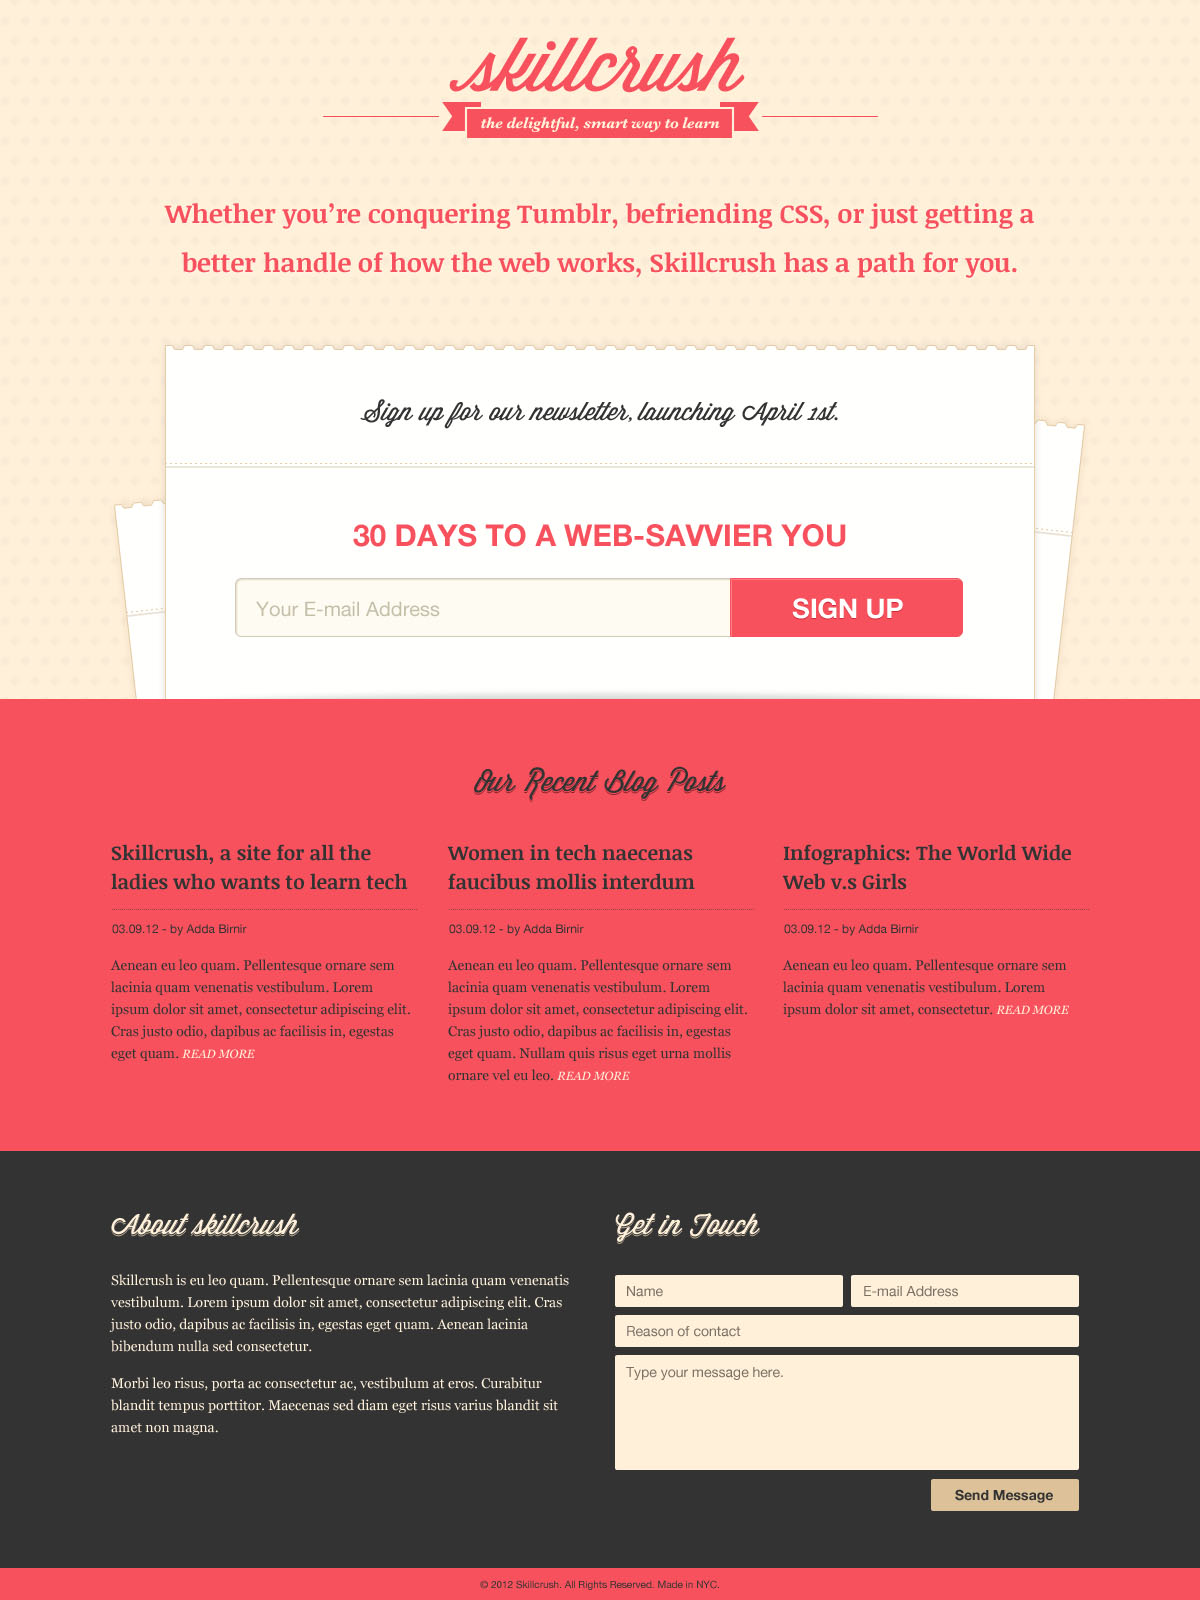 skillcrush
the delightful, smart way to learn
Whether you're conquering Tumblr, befriending CSS, or just getting a
better handle of how the web works, Skillcrush has a path for you.
Sign up for our newsletter, launching April 1st.
30 DAYS TO A WEB-SAVVIER YOU
Your E-mail Address
SIGN UP
Our Recent Blog Posts
Skillcrush, a site for all the
ladies who wants to learn tech
03.09.12 - by Adda Birnir
Aenean eu leo quam. Pellentesque ornare sem
lacinia quam venenatis vestibulum. Lorem
ipsum dolor sit amet, consectetur adipiscing elit.
Cras justo odio, dapibus ac facilisis in, egestas
eget quam. READ MORE
Women in tech naecenas
faucibus mollis interdum
03.09.12 - by Adda Birnir
Aenean eu leo quam. Pellentesque ornare sem
lacinia quam venenatis vestibulum. Lorem
ipsum dolor sit amet, consectetur adipiscing elit.
Cras justo odio, dapibus ac facilisis in, egestas
eget quam. Nullam quis risus eget urna mollis
ornare vel eu leo. READ MORE
Infographics: The World Wide
Web v.s Girls
03.09.12 - by Adda Birnir
Aenean eu leo quam. Pellentesque ornare sem
lacinia quam venenatis vestibulum. Lorem
ipsum dolor sit amet, consectetur. READ MORE
About skillcrush
Skillcrush is eu leo quam. Pellentesque ornare sem lacinia quam venenatis
vestibulum. Lorem ipsum dolor sit amet, consectetur adipiscing elit. Cras
justo odio, dapibus ac facilisis in, egestas eget quam. Aenean lacinia
bibendum nulla sed consectetur.
Morbi leo risus, porta ac consectetur ac, vestibulum at eros. Curabitur
blandit tempus porttitor. Maecenas sed diam eget risus varius blandit sit
amet non magna.
Get in Touch
Name
E-mail Address
Reason of contact
Type your message here.
Send Message
© 2012 Skillcrush. All Rights Reserved. Made in NYC.